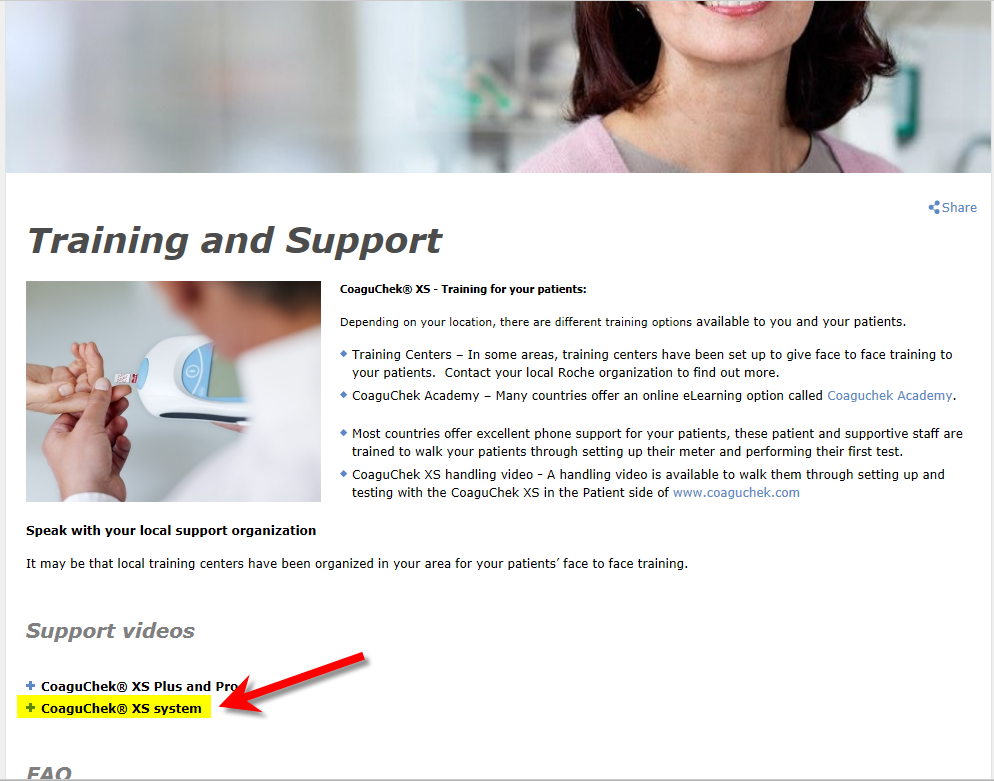 Share
Training and Support
CoaguChek® XS - Training for your patients:
Depending on your location, there are different training options available to you and your patients.
Training Centers – In some areas, training centers have been set up to give face to face training to
your patients.  Contact your local Roche organization to find out more.
CoaguChek Academy – Many countries offer an online eLearning option called Coaguchek Academy.
Most countries offer excellent phone support for your patients, these patient and supportive staff are
trained to walk your patients through setting up their meter and performing their first test.
CoaguChek XS handling video - A handling video is available to walk them through setting up and
testing with the CoaguChek XS in the Patient side of www.coaguchek.com
Speak with your local support organization
It may be that local training centers have been organized in your area for your patients’ face to face training.
Support videos
CoaguChek® XS Plus and Pro
CoaguChek® XS system
FAQ